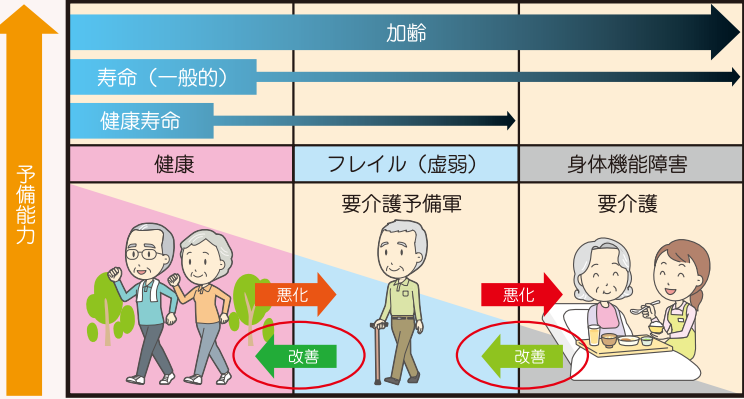 加齢
寿命（一般的）
健康寿命
予備能力
健康
フレイル（虚弱）
身体機能障害
要介護予備軍
要介護
悪化
悪化
改善
改善